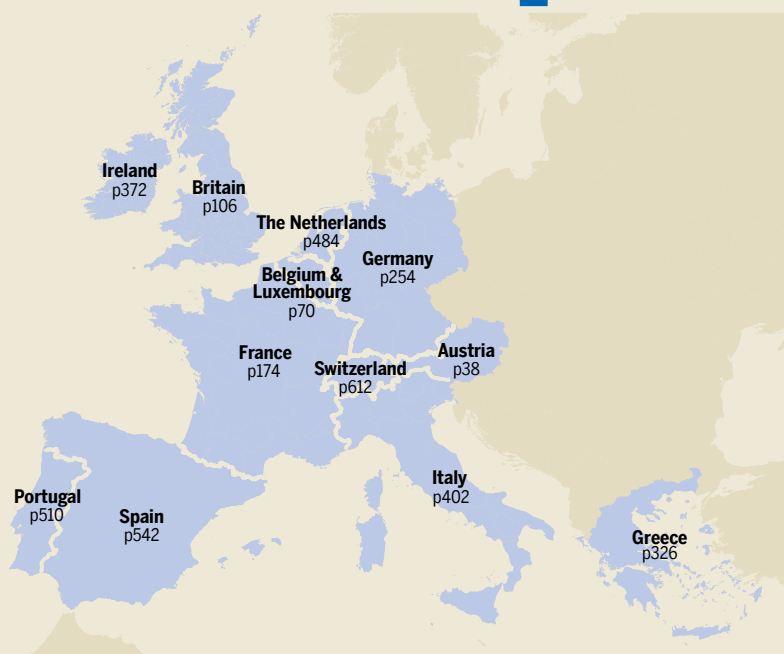 Ireland
p372
Britain
p106
The Netherlands
p484
Germany
p254
Belgium &
Luxembourg
p70
France
p174
Switzerland
p612
Austria
p38
Portugal
p510
Spain
p542
Italy
p402
Greece
p326